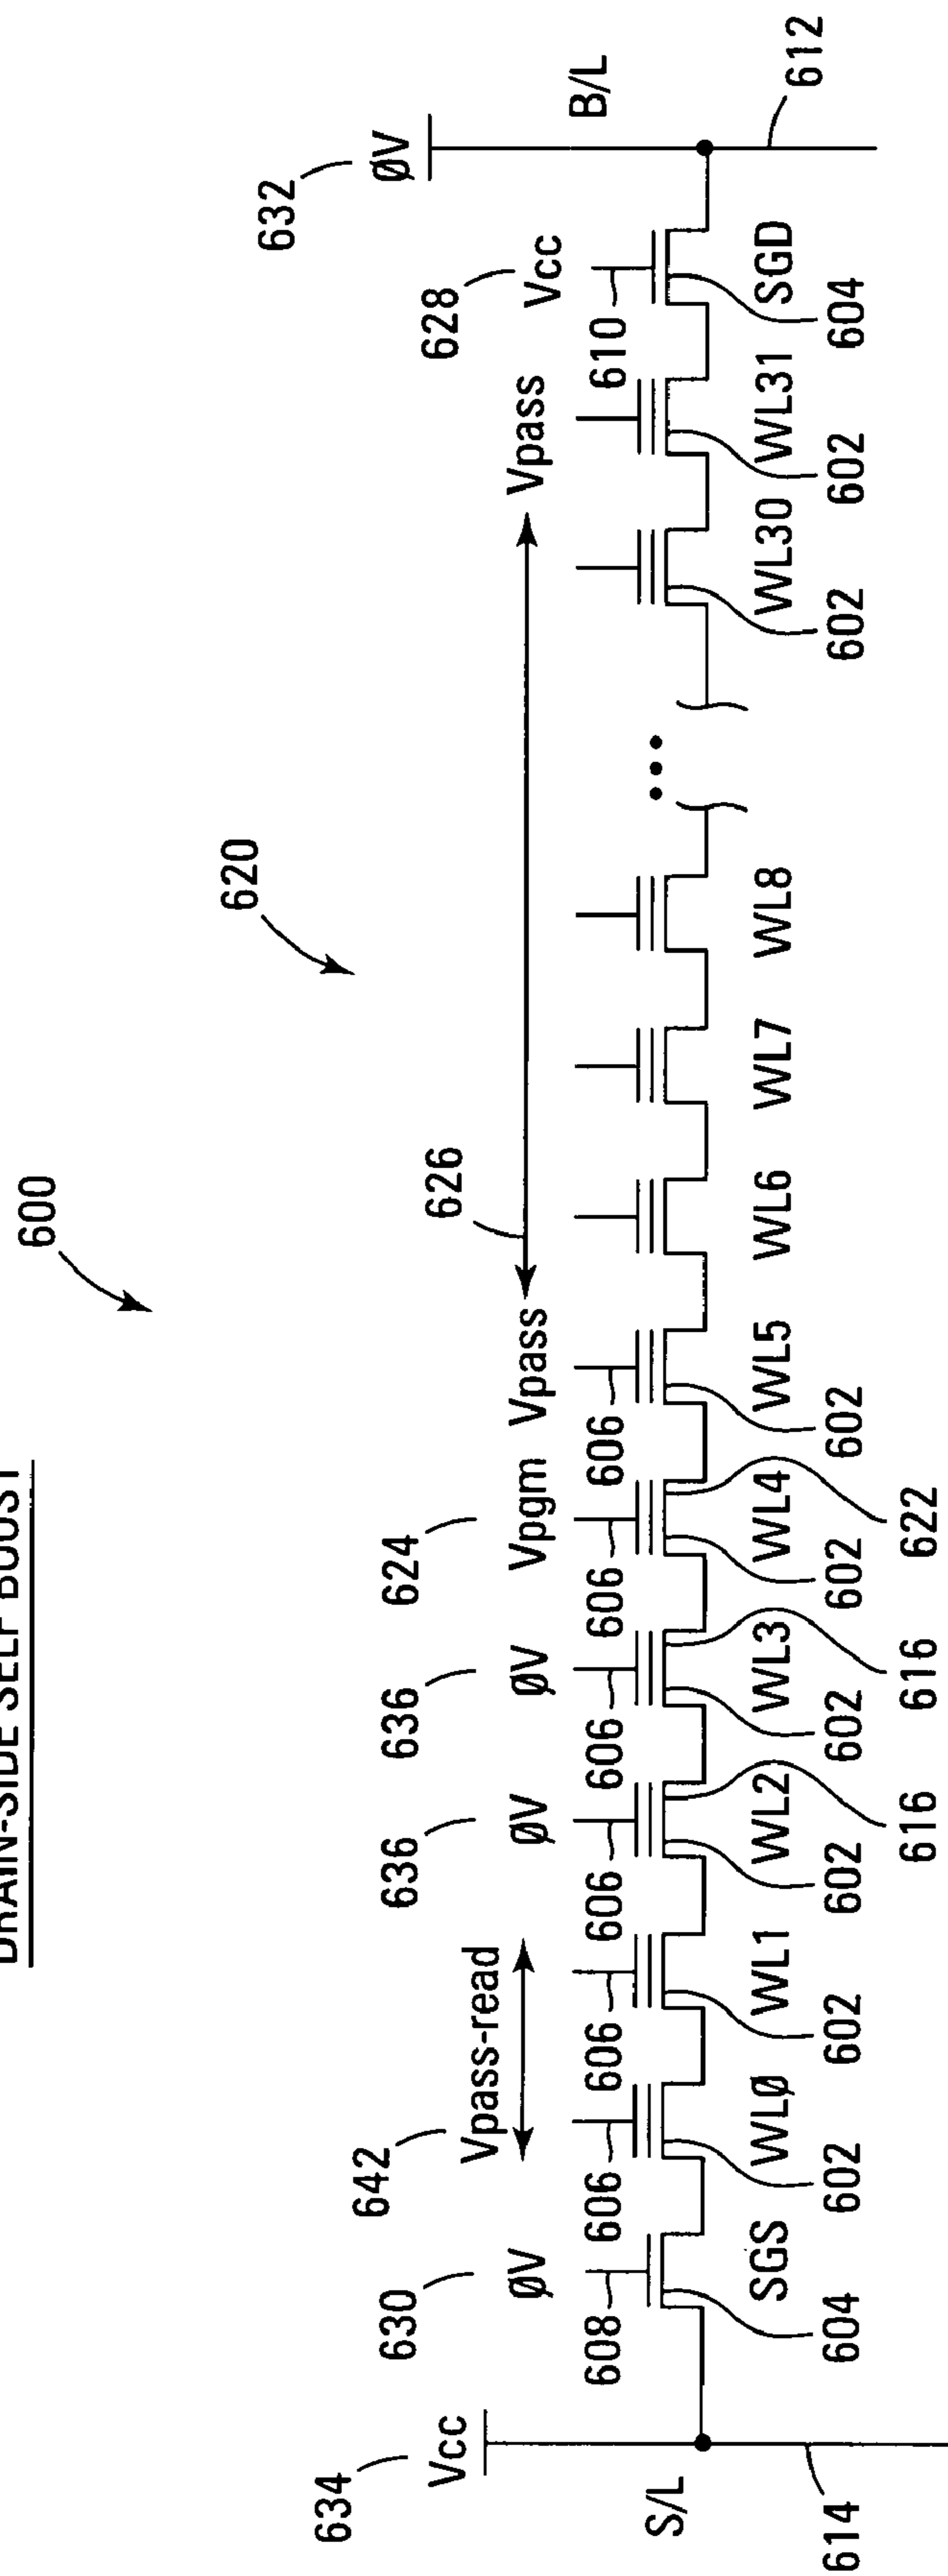 DRAIN-SIDE SELF BOOST
600
620
632
634
642
630 636 636 624 ØV
Vcc 626 628
Vpass-read
ØV ØV ØV Vpgm Vpass Vpass Vcc
B/L
608 606 606 606 606 606 606 610
S/L
SGS WLØ WL1 WL2 WL3 WL4 WL5 WL6 WL7 WL8 WL30 WL31 SGD
612
614 604 602 602 602 602 602 602 602 602 604
616 616 622